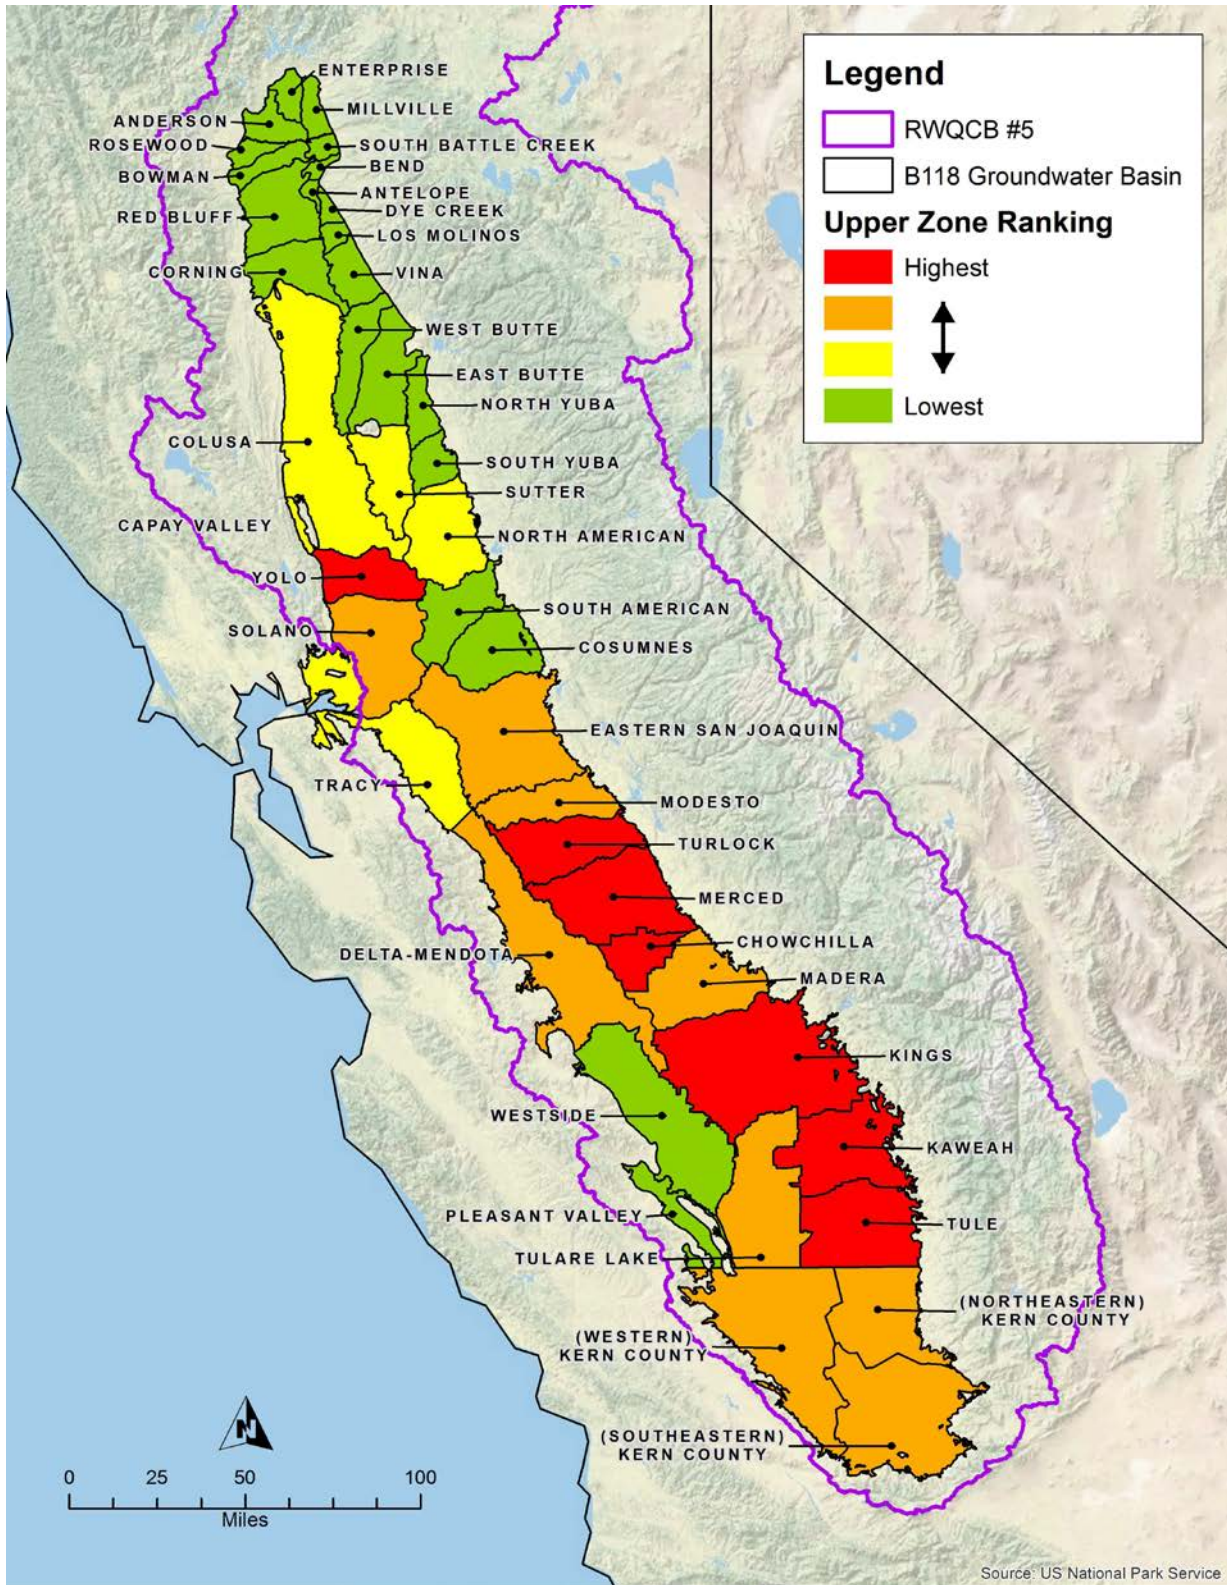 Legend
RWQCB #5
B118 Groundwater Basin
Upper Zone Ranking
Highest
Lowest
ENTERPRISE
MILLVILLE
ANDERSON
ROSEWOOD
SOUTH BATTLE CREEK
BEND
BOWMAN
ANTELOPE
DYE CREEK
RED BLUFF
LOS MOLINOS
CORNING
VINA
WEST BUTTE
EAST BUTTE
NORTH YUBA
COLUSA
SOUTH YUBA
SUTTER
CAPAY VALLEY
NORTH AMERICAN
YOLO
SOUTH AMERICAN
SOLANO
COSUMNES
EASTERN SAN JOAQUIN
TRACY
MODESTO
TURLOCK
MERCED
CHOWCHILLA
DELTA-MENDOTA
MADERA
KINGS
WESTSIDE
KAWEAH
PLEASANT VALLEY
TULE
TULARE LAKE
(NORTHEASTERN)
KERN COUNTY
(WESTERN)
KERN COUNTY
(SOUTHEASTERN)
KERN COUNTY
N
0 25 50 100
Miles
Source: US National Park Service